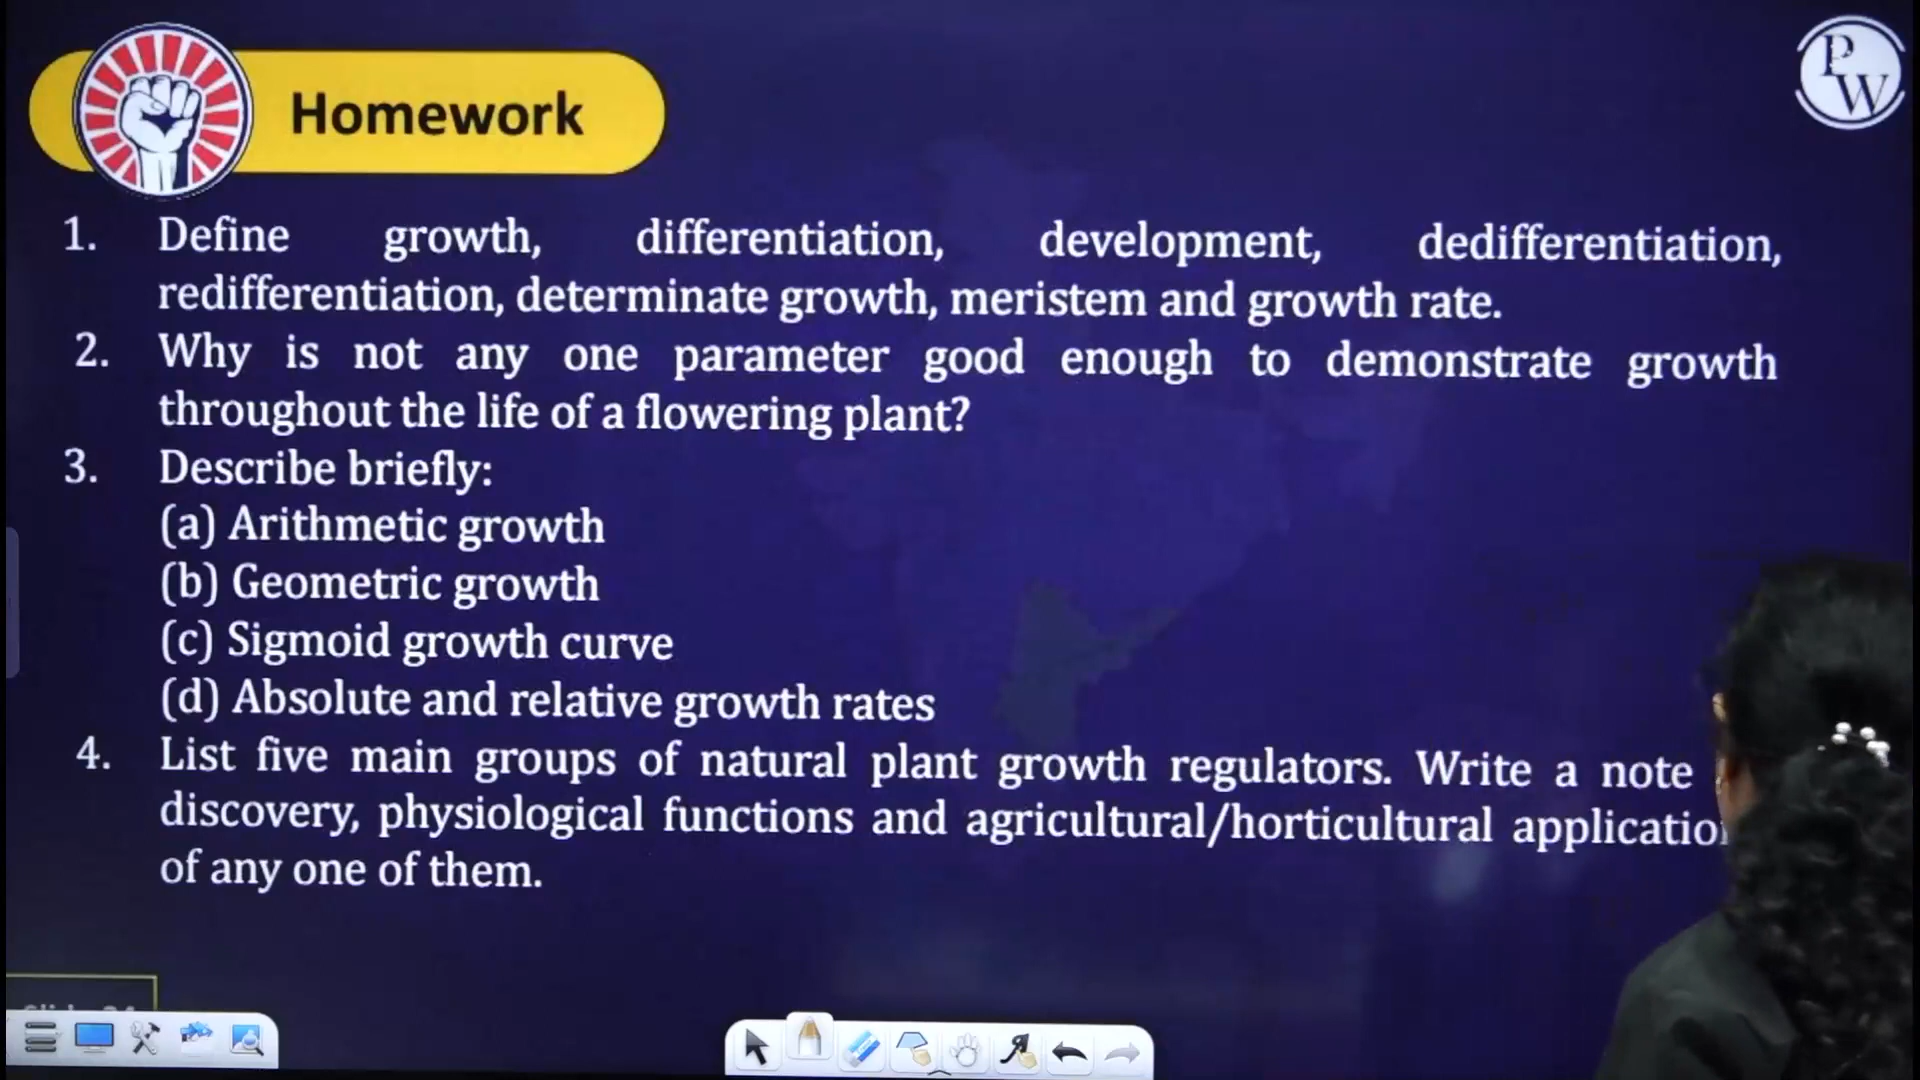 PW
Homework
1. Define growth, differentiation, development, dedifferentiation,
redifferentiation, determinate growth, meristem and growth rate.
2. Why is not any one parameter good enough to demonstrate growth
throughout the life of a flowering plant?
3. Describe briefly:
(a) Arithmetic growth
(b) Geometric growth
(c) Sigmoid growth curve
(d) Absolute and relative growth rates
4. List five main groups of natural plant growth regulators. Write a note
discovery, physiological functions and agricultural/horticultural
of any one of them.